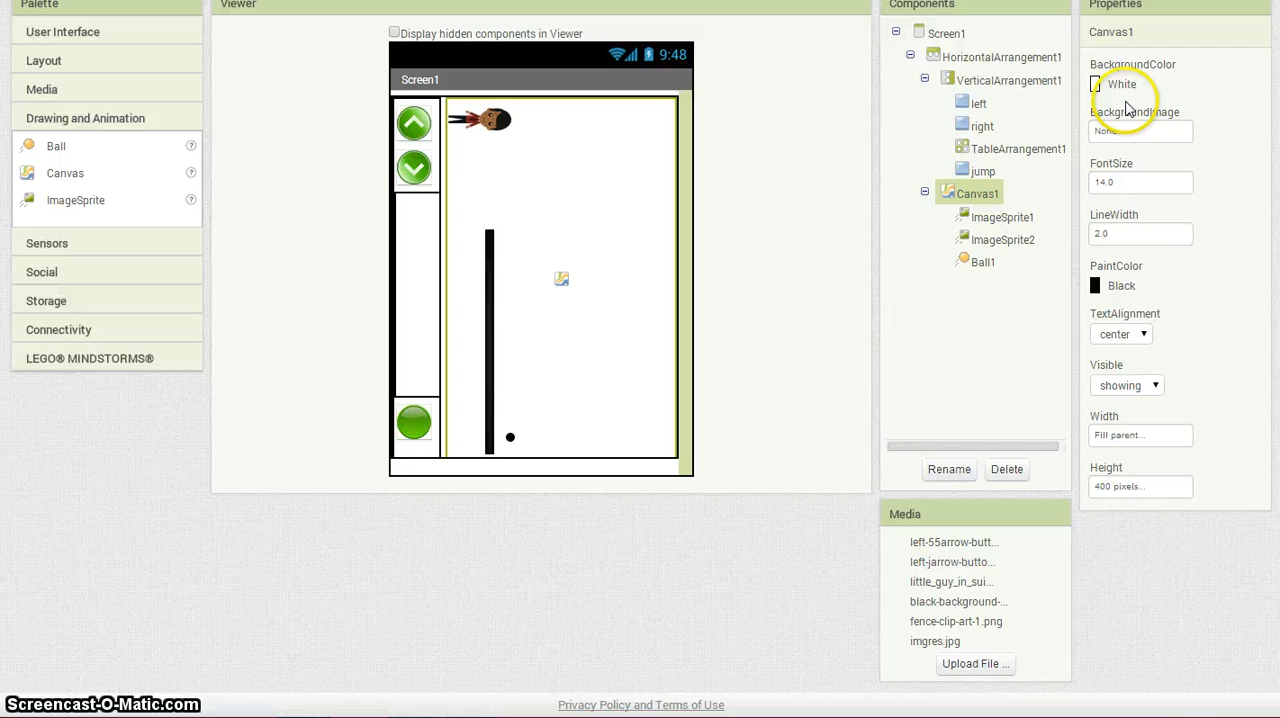 Palette
Viewer
Components
Properties
User Interface
Layout
Media
Drawing and Animation
Ball ?
Canvas ?
ImageSprite ?
Sensors
Social
Storage
Connectivity
LEGO® MINDSTORMS®
Display hidden components in Viewer
9:48
Screen1
Screen1
HorizontalArrangement1
VerticalArrangement1
left
right
TableArrangement1
jump
Canvas1
ImageSprite1
ImageSprite2
Ball1
Rename Delete
Media
left-55arrow-butt...
left-jarrow-butto...
little_guy_in_sui...
black-background-...
fence-clip-art-1.png
imgres.jpg
Upload File ...
Canvas1
BackgroundColor
White
BackgroundImage
None...
FontSize
14.0
LineWidth
2.0
PaintColor
Black
TextAlignment
center
Visible
showing
Width
Fill parent...
Height
400 pixels...
Privacy Policy and Terms of Use
Screencast-O-Matic.com